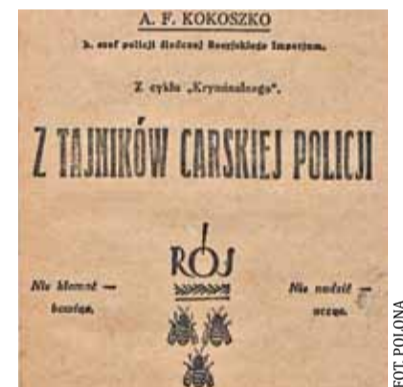 A. F. KOKOSZKO
b. szef policji śledczej Rosyjskiego Imperjum.
Z cyklu „Kryminalnego”.
Z TAJNIKÓW CARSKIEJ POLICJI
RÓJ
Nie kłamać —
bawiąc.
Nie nudzić —
ucząc.
FOT. POLONA